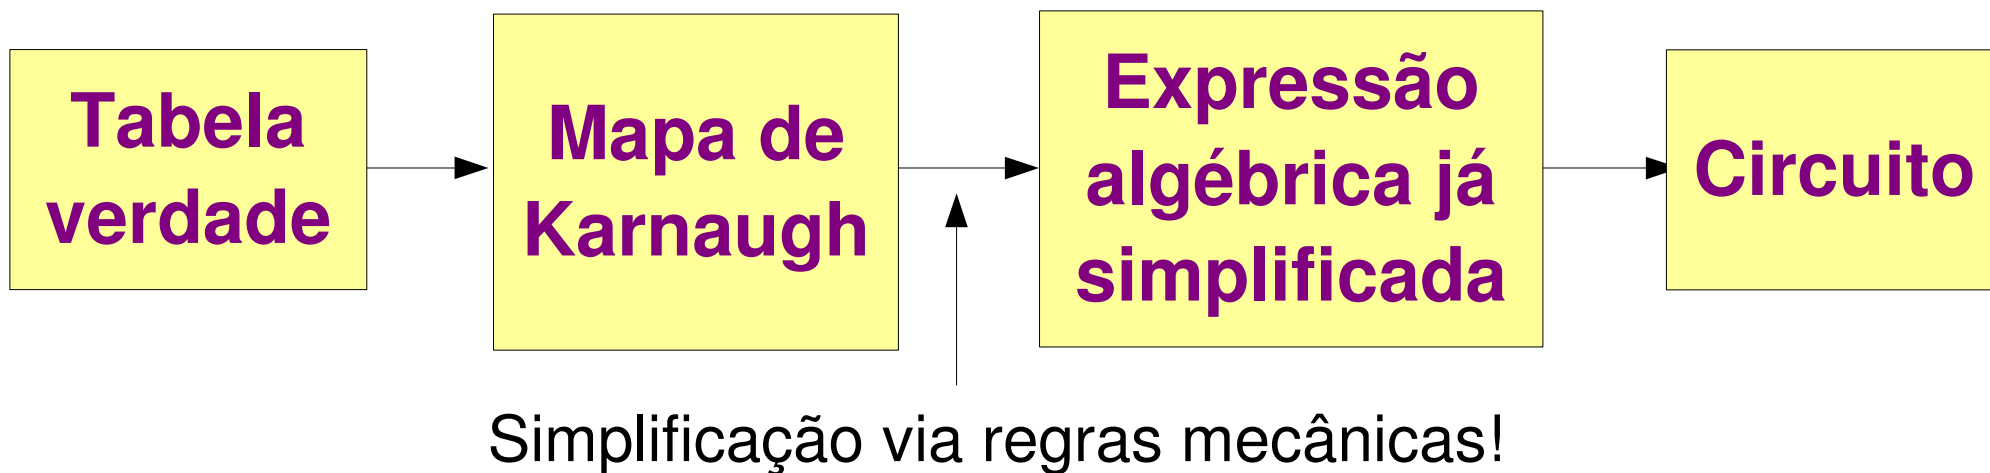 Tabela
verdade
Mapa de
Karnaugh
Expressão
algébrica já
simplificada
Circuito
Simplificação via regras mecânicas!